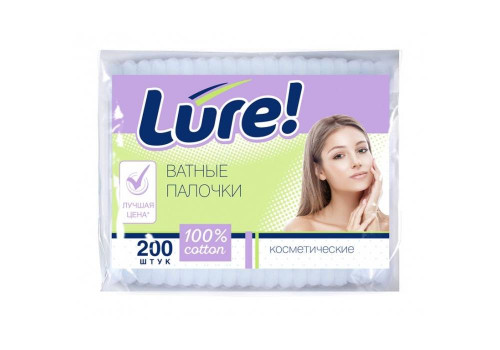 Lure!
ВАТНЫЕ
ПАЛОЧКИ
ЛУЧШАЯ
ЦЕНА*
200
ШТУК
100%
cotton
косметические